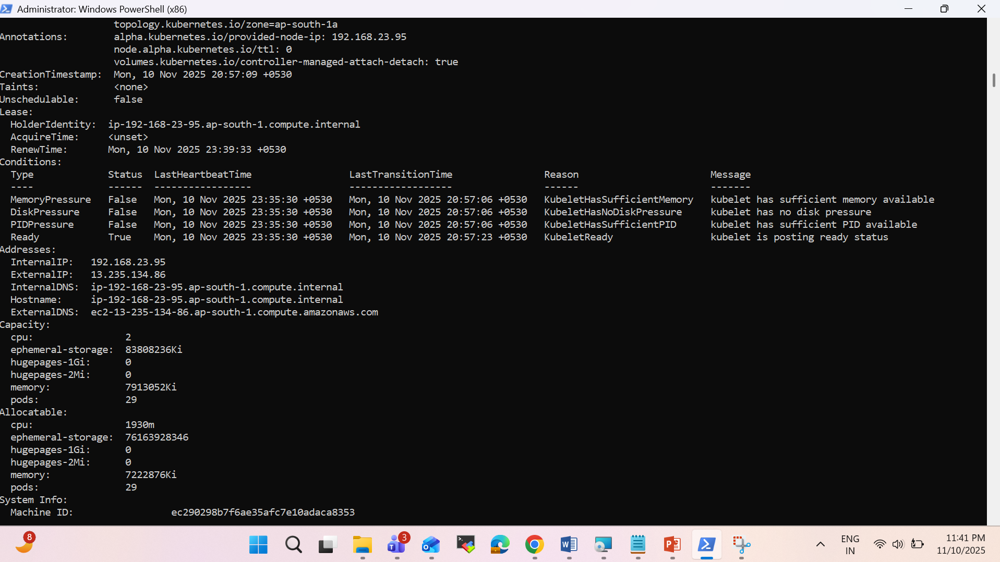 Administrator: Windows PowerShell (x86)
topology.kubernetes.io/zone=ap-south-1a
Annotations: alpha.kubernetes.io/provided-node-ip: 192.168.23.95
node.alpha.kubernetes.io/ttl: 0
volumes.kubernetes.io/controller-managed-attach-detach: true
CreationTimestamp: Mon, 10 Nov 2025 20:57:09 +0530
Taints: <none>
Unschedulable: false
Lease:
HolderIdentity: ip-192-168-23-95.ap-south-1.compute.internal
AcquireTime: <unset>
RenewTime: Mon, 10 Nov 2025 23:39:33 +0530
Conditions:
Type Status LastHeartbeatTime LastTransitionTime Reason Message
---- ------ ----------------- ------------------ ------ -------
MemoryPressure False Mon, 10 Nov 2025 23:35:30 +0530 Mon, 10 Nov 2025 20:57:06 +0530 KubeletHasSufficientMemory kubelet has sufficient memory available
DiskPressure False Mon, 10 Nov 2025 23:35:30 +0530 Mon, 10 Nov 2025 20:57:06 +0530 KubeletHasNoDiskPressure kubelet has no disk pressure
PIDPressure False Mon, 10 Nov 2025 23:35:30 +0530 Mon, 10 Nov 2025 20:57:06 +0530 KubeletHasSufficientPID kubelet has sufficient PID available
Ready True Mon, 10 Nov 2025 23:35:30 +0530 Mon, 10 Nov 2025 20:57:23 +0530 KubeletReady kubelet is posting ready status
Addresses:
InternalIP: 192.168.23.95
ExternalIP: 13.235.134.86
InternalDNS: ip-192-168-23-95.ap-south-1.compute.internal
Hostname: ip-192-168-23-95.ap-south-1.compute.internal
ExternalDNS: ec2-13-235-134-86.ap-south-1.compute.amazonaws.com
Capacity:
cpu: 2
ephemeral-storage: 83808236Ki
hugepages-1Gi: 0
hugepages-2Mi: 0
memory: 7913052Ki
pods: 29
Allocatable:
cpu: 1930m
ephemeral-storage: 76163928346
hugepages-1Gi: 0
hugepages-2Mi: 0
memory: 7222876Ki
pods: 29
System Info:
Machine ID: ec290298b7f6ae35afc7e10adaca8353
8
3
ENG
IN
11:41 PM
11/10/2025